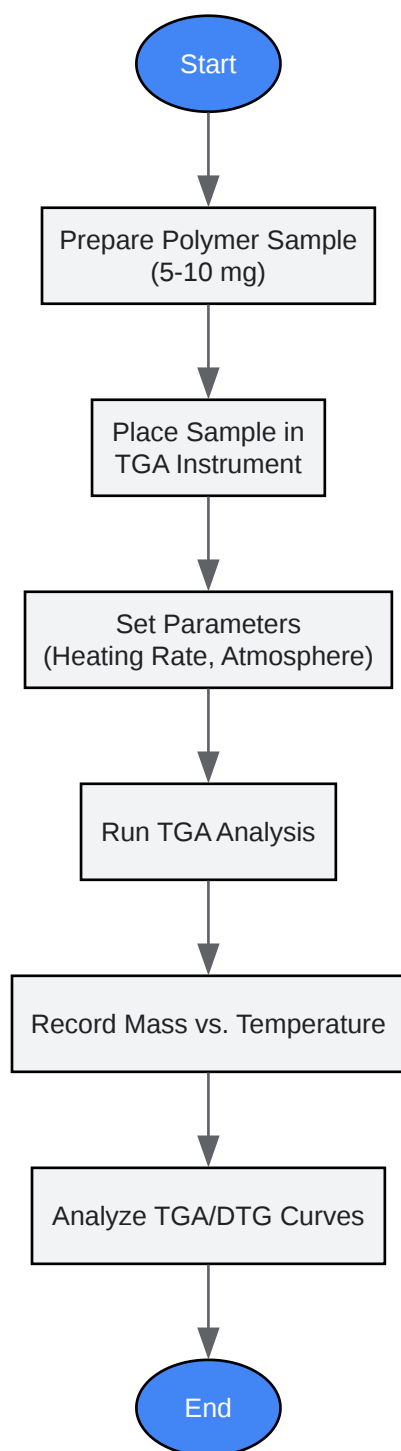 Start
Prepare Polymer Sample
(5-10 mg)
Place Sample in
TGA Instrument
Set Parameters
(Heating Rate, Atmosphere)
Run TGA Analysis
Record Mass vs. Temperature
Analyze TGA/DTG Curves
End